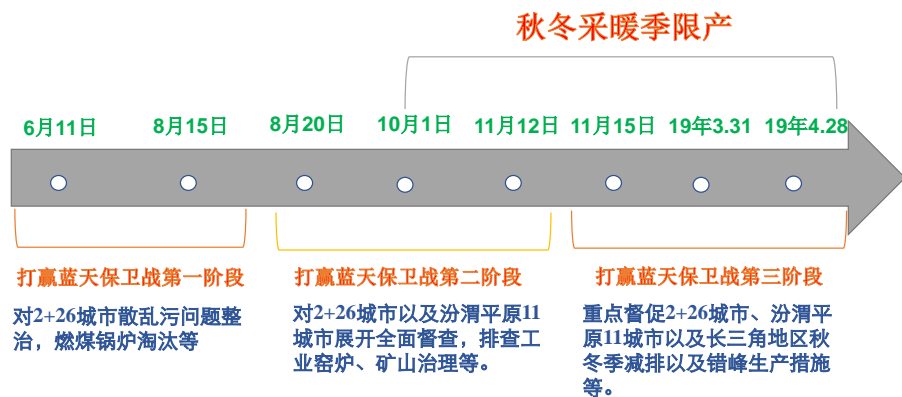 秋冬采暖季限产
6月11日
8月15日
8月20日
10月1日
11月12日
11月15日
19年3.31
19年4.28
打赢蓝天保卫战第一阶段
对2+26城市散乱污问题整
治，燃煤锅炉淘汰等
打赢蓝天保卫战第二阶段
对2+26城市以及汾渭平原11
城市展开全面督查，排查工
业窑炉、矿山治理等。
打赢蓝天保卫战第三阶段
重点督促2+26城市、汾渭平
原11城市以及长三角地区秋
冬季减排以及错峰生产措施
等。